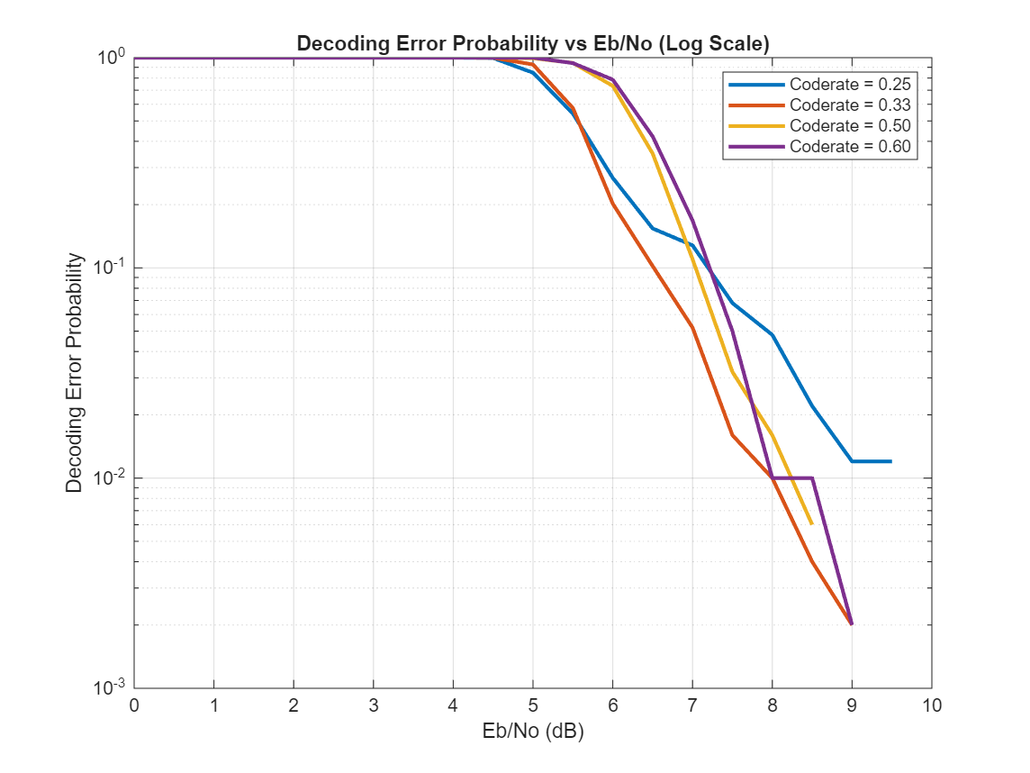 Decoding Error Probability vs Eb/No (Log Scale)
10^0
Coderate = 0.25
Coderate = 0.33
Coderate = 0.50
Coderate = 0.60
10^-1
Decoding Error Probability
10^-2
10^-3
0 1 2 3 4 5 6 7 8 9 10
Eb/No (dB)